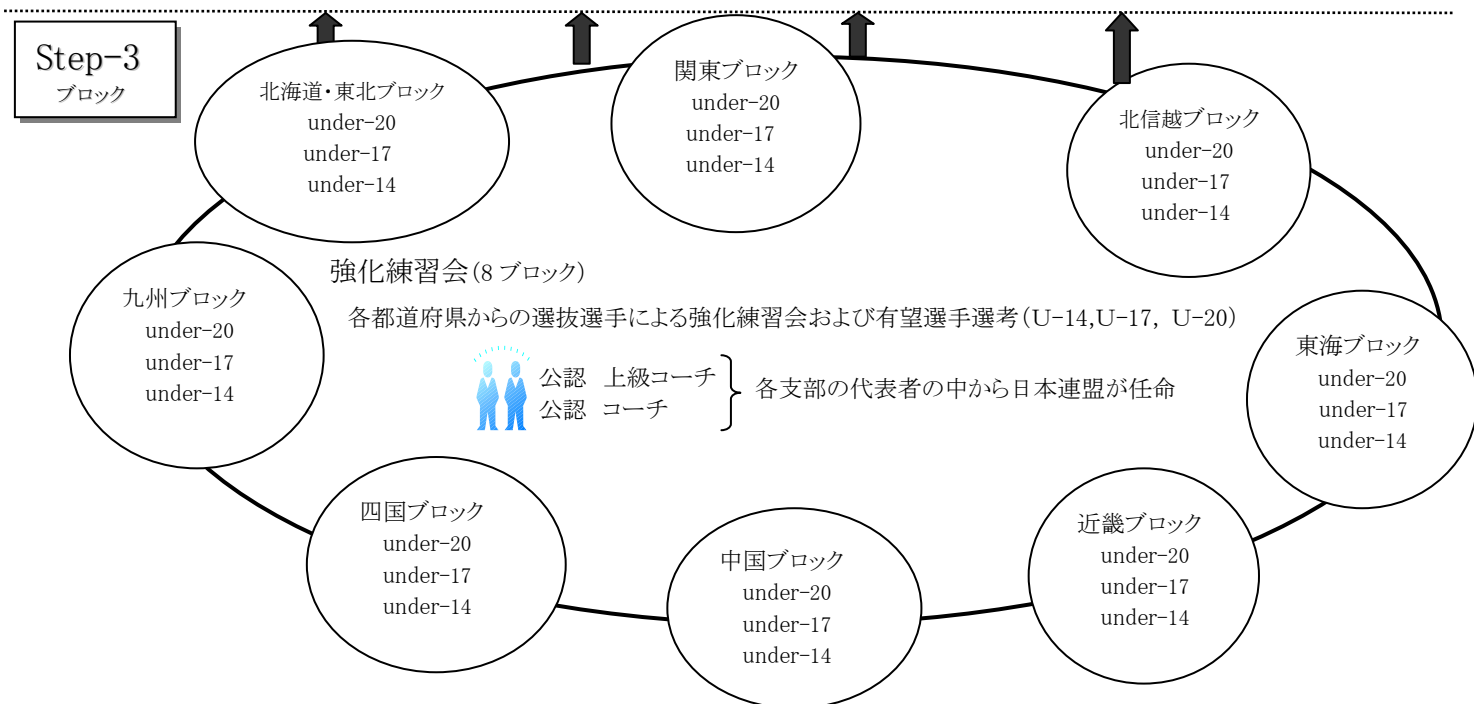 Step-3
ブロック
北海道・東北ブロック
under-20
under-17
under-14
関東ブロック
under-20
under-17
under-14
北信越ブロック
under-20
under-17
under-14
九州ブロック
under-20
under-17
under-14
強化練習会(8 ブロック)
各都道府県からの選抜選手による強化練習会および有望選手選考(U-14,U-17, U-20)
公認 上級コーチ
公認 コーチ
各支部の代表者の中から日本連盟が任命
東海ブロック
under-20
under-17
under-14
四国ブロック
under-20
under-17
under-14
中国ブロック
under-20
under-17
under-14
近畿ブロック
under-20
under-17
under-14